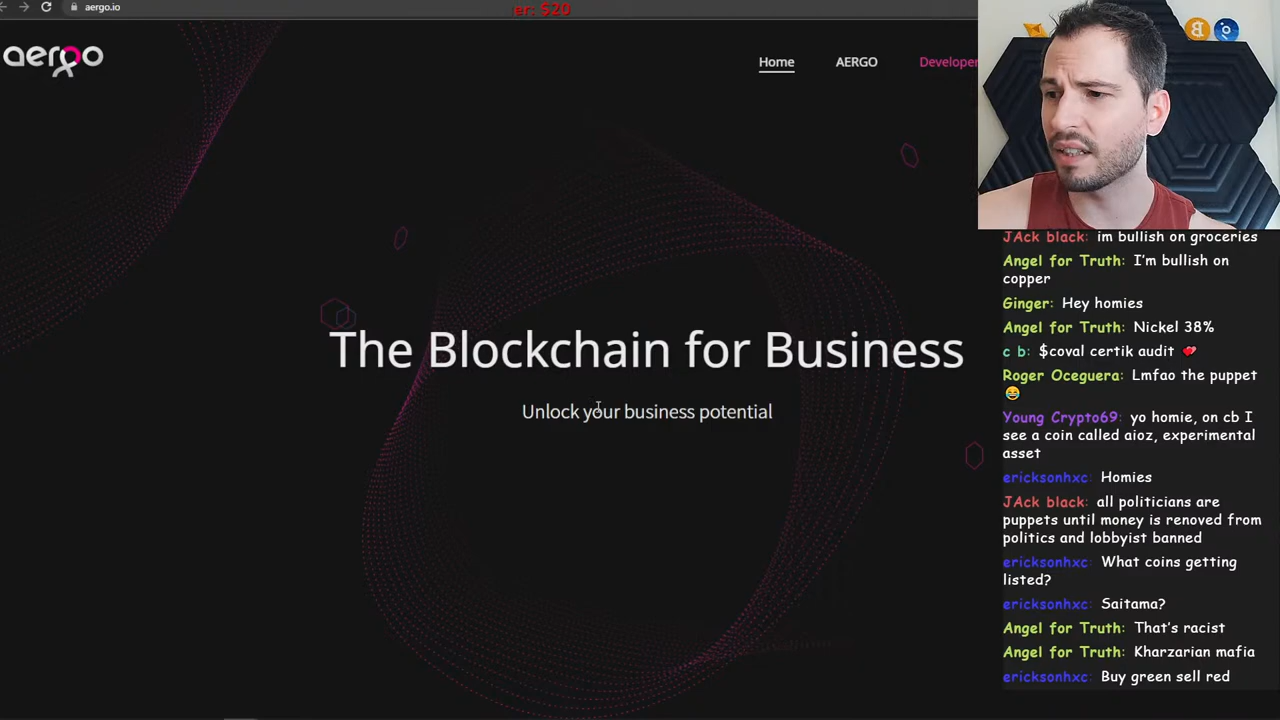 aergo.io
er: $20
aergo
Home
AERGO
Developer
The Blockchain for Business
Unlock your business potential
JAck black: im bullish on groceries
Angel for Truth: I'm bullish on
copper
Ginger: Hey homies
Angel for Truth: Nickel 38%
c b: $coval certik audit
Roger Oceguera: Lmfao the puppet
Young Crypto69: yo homie, on cb I
see a coin called aioz, experimental
asset
ericksonhxc: Homies
JAck black: all politicians are
puppets until money is renoved from
politics and lobbyist banned
ericksonhxc: What coins getting
listed?
ericksonhxc: Saitama?
Angel for Truth: That's racist
Angel for Truth: Kharzarian mafia
ericksonhxc: Buy green sell red